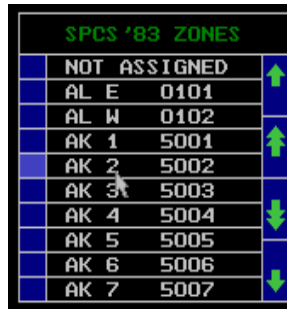 SPCS '83 ZONES
NOT ASSIGNED
AL E 0101
AL W 0102
AK 1 5001
AK 2 5002
AK 3 5003
AK 4 5004
AK 5 5005
AK 6 5006
AK 7 5007